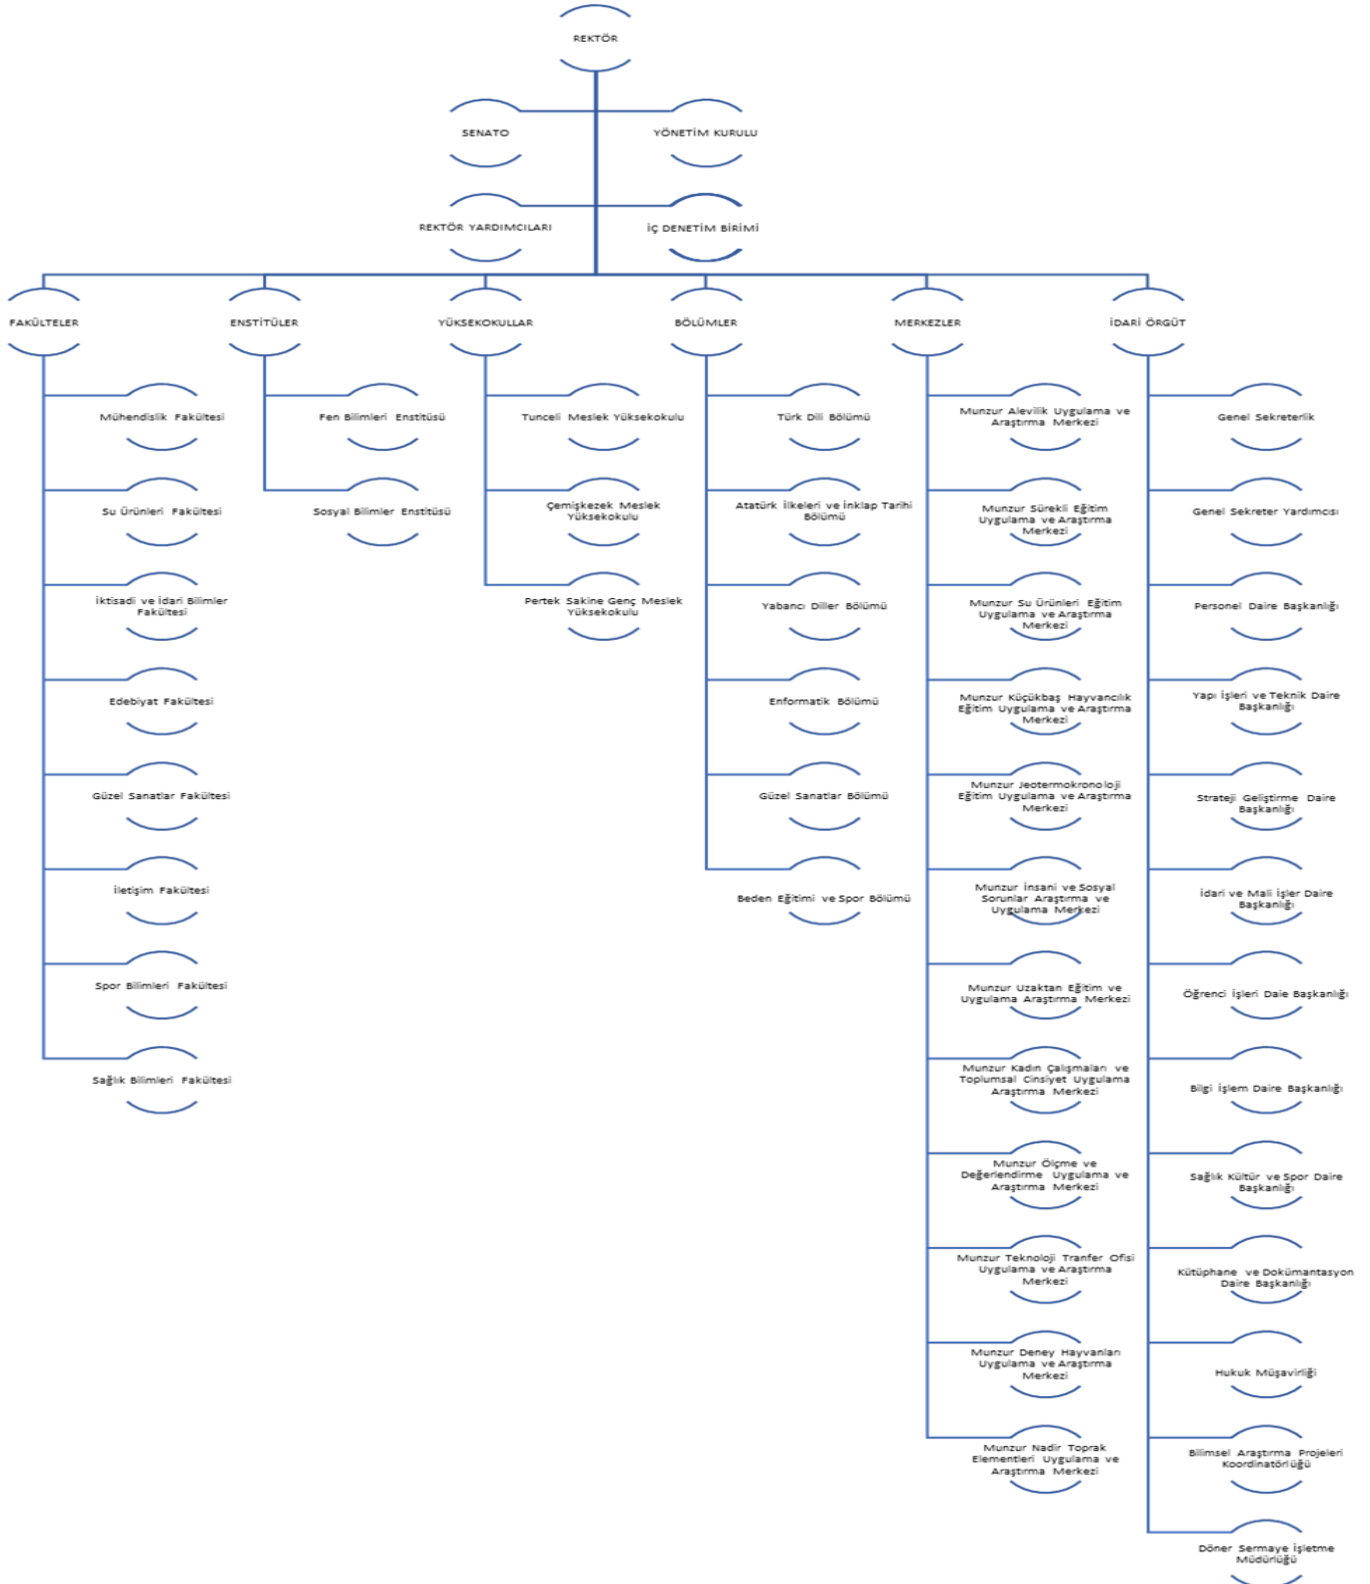 REKTÖR
SENATO
YÖNETİM KURULU
REKTÖR YARDIMCILARI
İÇ DENETİM BİRİMİ
FAKÜLTELER
Mühendislik Fakültesi
Su Ürünleri Fakültesi
İktisadi ve İdari Bilimler
Fakültesi
Edebiyat Fakültesi
Güzel Sanatlar Fakültesi
İletişim Fakültesi
Spor Bilimleri Fakültesi
Sağlık Bilimleri Fakültesi
ENSTİTÜLER
Fen Bilimleri Enstitüsü
Sosyal Bilimler Enstitüsü
YÜKSEKOKULLAR
Tunceli Meslek Yüksekokulu
Çemişkezek Meslek
Yüksekokulu
Pertek Sakine Genç Meslek
Yüksekokulu
BÖLÜMLER
Türk Dili Bölümü
Atatürk İlkeleri ve İnklap Tarihi
Bölümü
Yabancı Diller Bölümü
Enformatik Bölümü
Güzel Sanatlar Bölümü
Beden Eğitimi ve Spor Bölümü
MERKEZLER
Munzur Alevilik Uygulama ve
Araştırma Merkezi
Munzur Sürekli Eğitim
Uygulama ve Araştırma
Merkezi
Munzur Su Ürünleri Eğitim
Uygulama ve Araştırma
Merkezi
Munzur Küçükbaş Hayvancılık
Eğitim Uygulama ve Araştırma
Merkezi
Munzur Jeotermokronoloji
Eğitim Uygulama ve Araştırma
Merkezi
Munzur İnsani ve Sosyal
Sorunlar Araştırma ve
Uygulama Merkezi
Munzur Uzaktan Eğitim ve
Uygulama Araştırma Merkezi
Munzur Kadın Çalışmaları ve
Toplumsal Cinsiyet Uygulama
Araştırma Merkezi
Munzur Ölçme ve
Değerlendirme Uygulama ve
Araştırma Merkezi
Munzur Teknoloji Tranfer Ofisi
Uygulama ve Araştırma
Merkezi
Munzur Deney Hayvanları
Uygulama ve Araştırma
Merkezi
Munzur Nadir Toprak
Elementleri Uygulama ve
Araştırma Merkezi
İDARİ ÖRGÜT
Genel Sekreterlik
Genel Sekreter Yardımcısı
Personel Daire Başkanlığı
Yapı İşleri ve Teknik Daire
Başkanlığı
Strateji Geliştirme Daire
Başkanlığı
İdari ve Mali İşler Daire
Başkanlığı
Öğrenci İşleri Daie Başkanlığı
Bilgi İşlem Daire Başkanlığı
Sağlık Kültür ve Spor Daire
Başkanlığı
Kütüphane ve Dokümantasyon
Daire Başkanlığı
Hukuk Müşavirliği
Bilimsel Araştırma Projeleri
Koordinatörlüğü
Döner Sermaye İşletme
Müdürlüğü